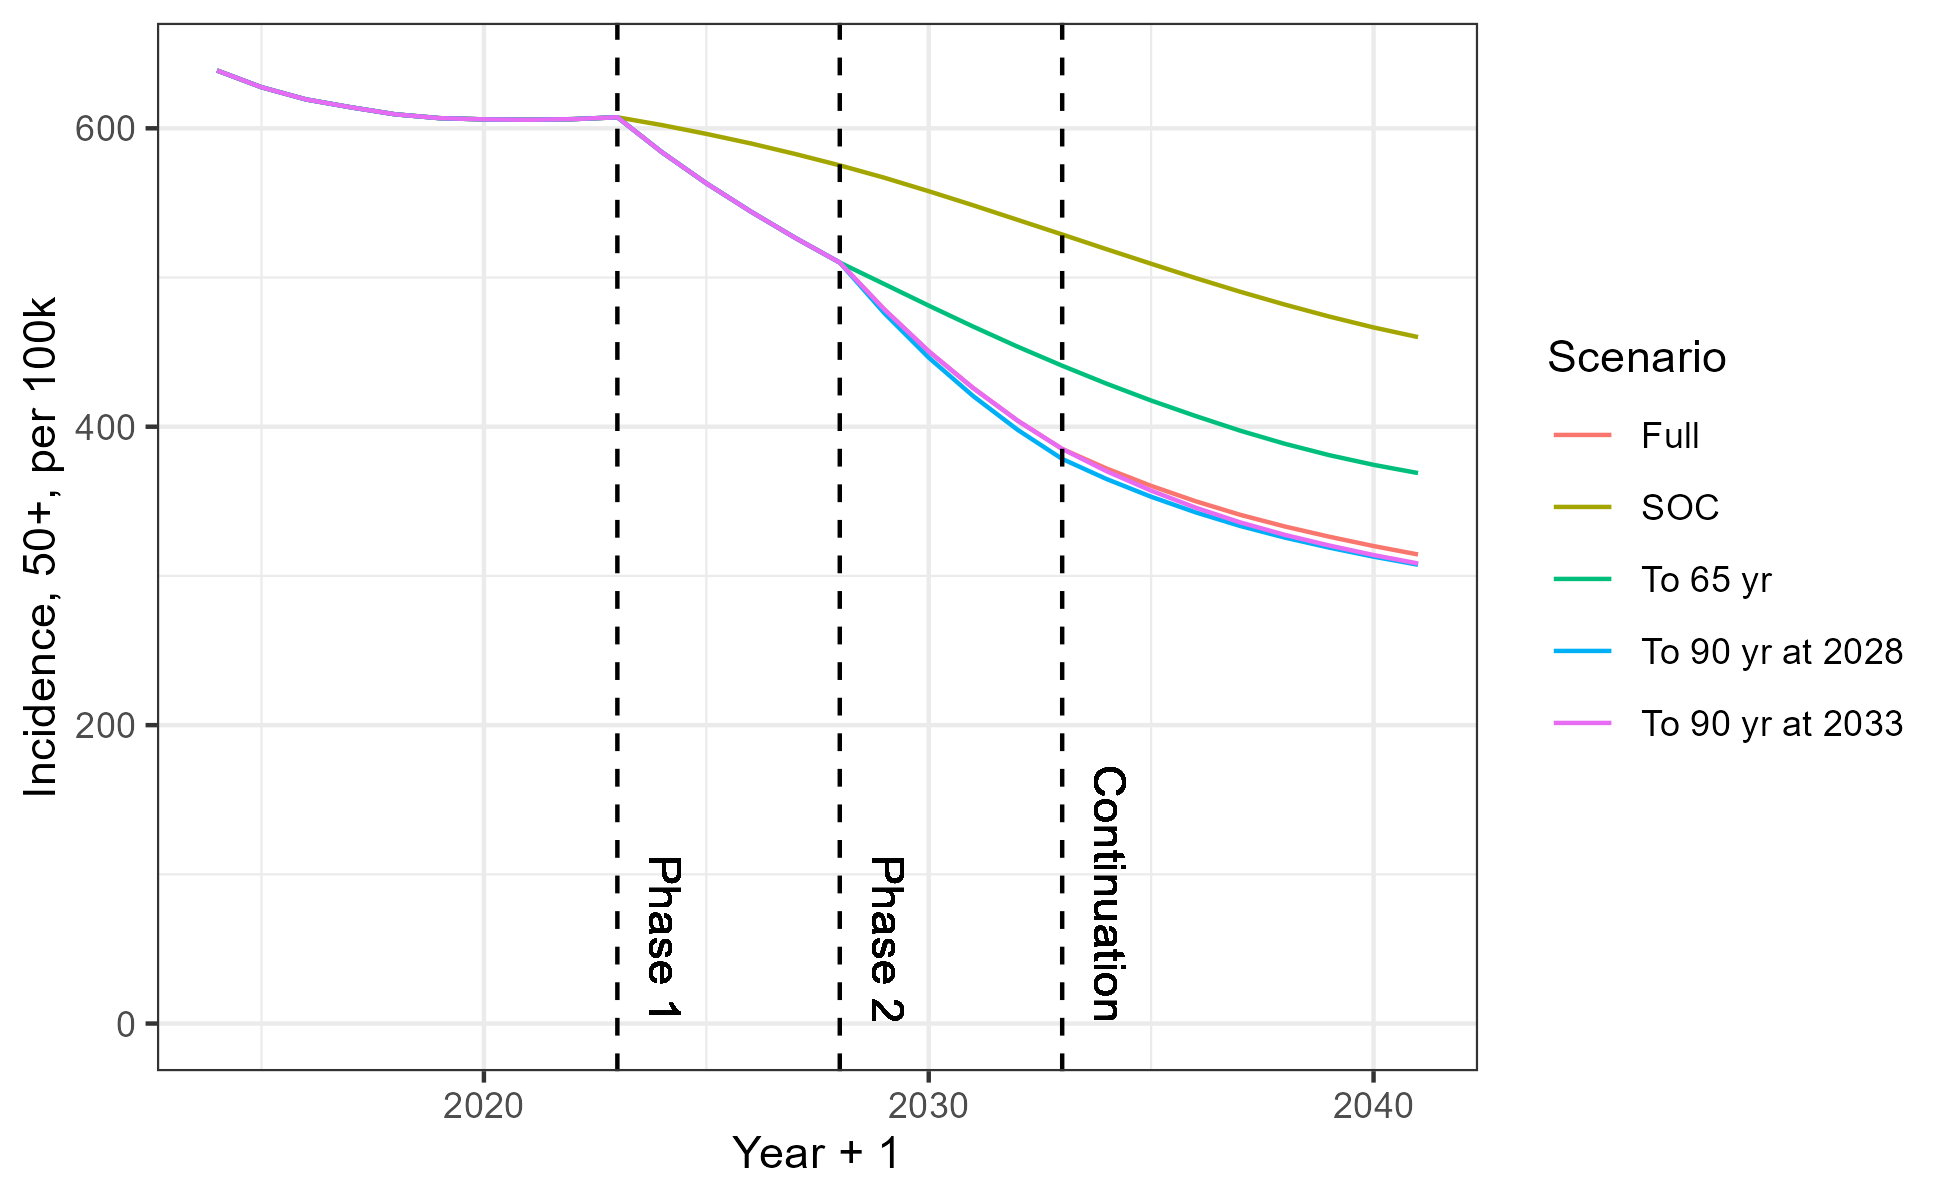 600
400
200
0
Incidence, 50+, per 100k
Phase 1
Phase 2
Continuation
2020
2030
2040
Year + 1
Scenario
Full
SOC
To 65 yr
To 90 yr at 2028
To 90 yr at 2033